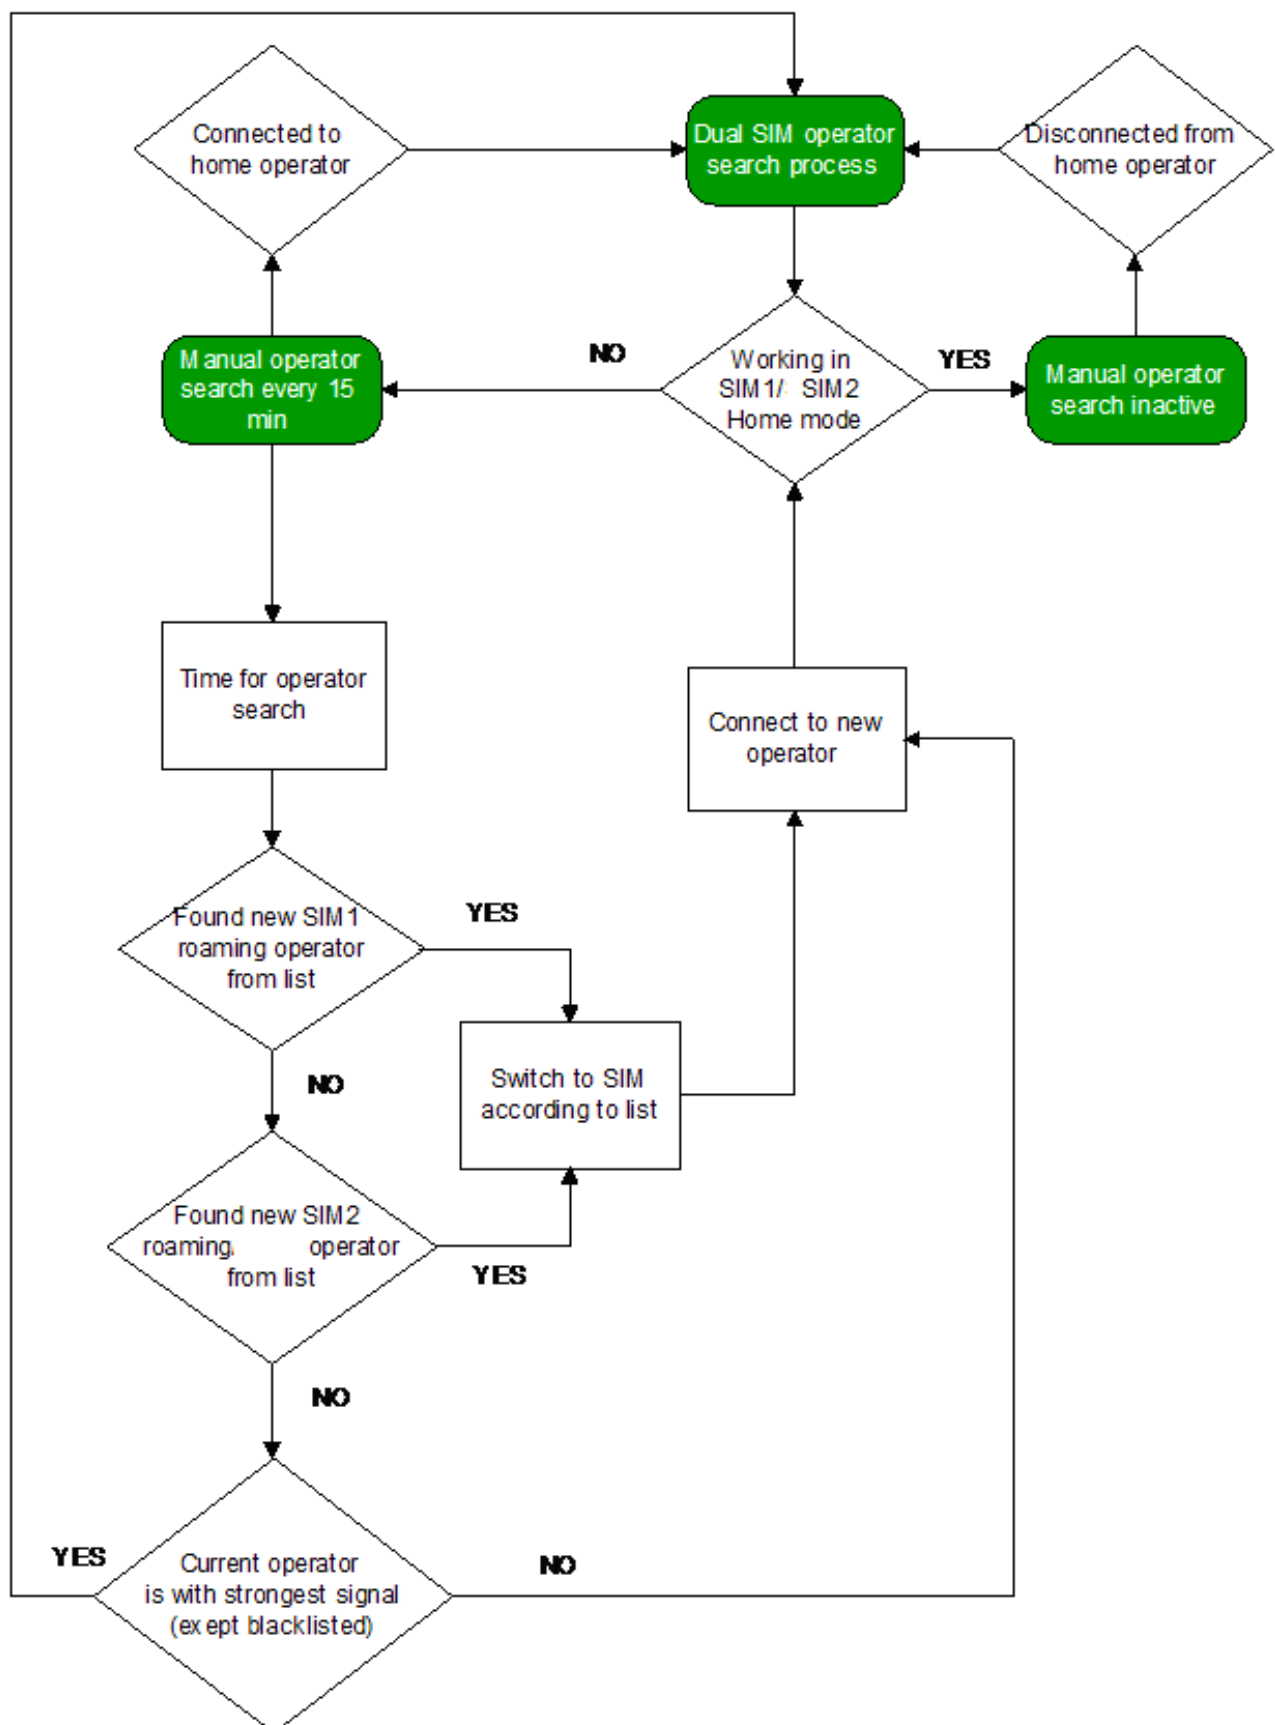 Connected to
home operator
Dual SIM operator
search process
Disconnected from
home operator
Manual operator
search every 15
min
NO
Working in
SIM1/ SIM2
Home mode
YES
Manual operator
search inactive
Time for operator
search
Connect to new
operator
Found new SIM1
roaming operator
from list
YES
NO
Switch to SIM
according to list
Found new SIM2
roaming operator
from list
YES
NO
YES
Current operator
is with strongest signal
(exept blacklisted)
NO